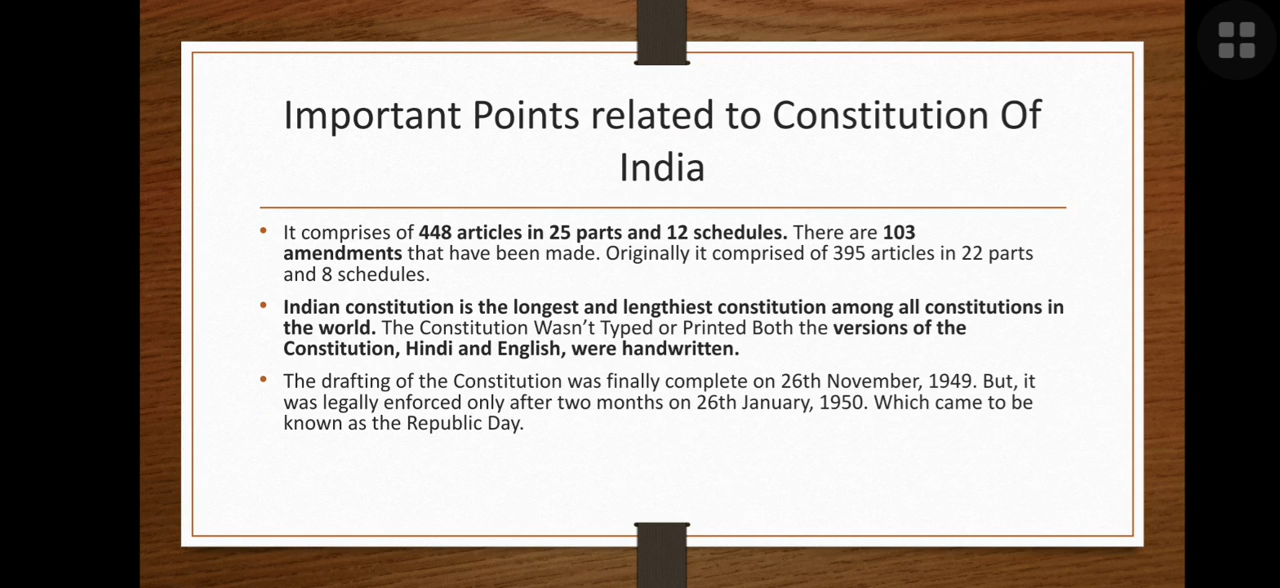 Important Points related to Constitution Of
India
• It comprises of 448 articles in 25 parts and 12 schedules. There are 103
amendments that have been made. Originally it comprised of 395 articles in 22 parts
and 8 schedules.
• Indian constitution is the longest and lengthiest constitution among all constitutions in
the world. The Constitution Wasn’t Typed or Printed Both the versions of the
Constitution, Hindi and English, were handwritten.
• The drafting of the Constitution was finally complete on 26th November, 1949. But, it
was legally enforced only after two months on 26th January, 1950. Which came to be
known as the Republic Day.